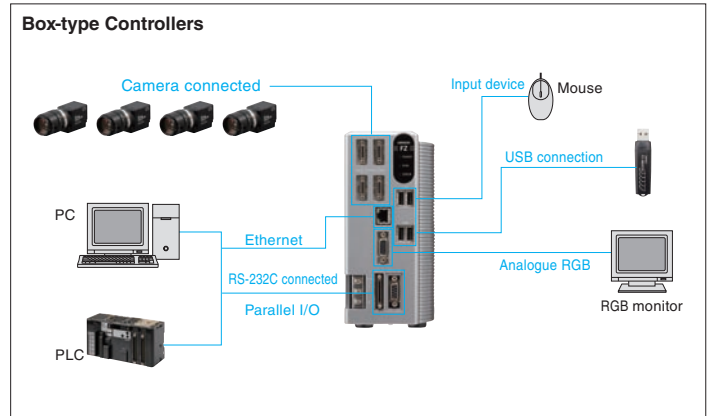 Box-type Controllers
Camera connected
Input device
Mouse
FZ
USB connection
PC
Ethernet
Analogue RGB
RS-232C connected
RGB monitor
Parallel I/O
PLC